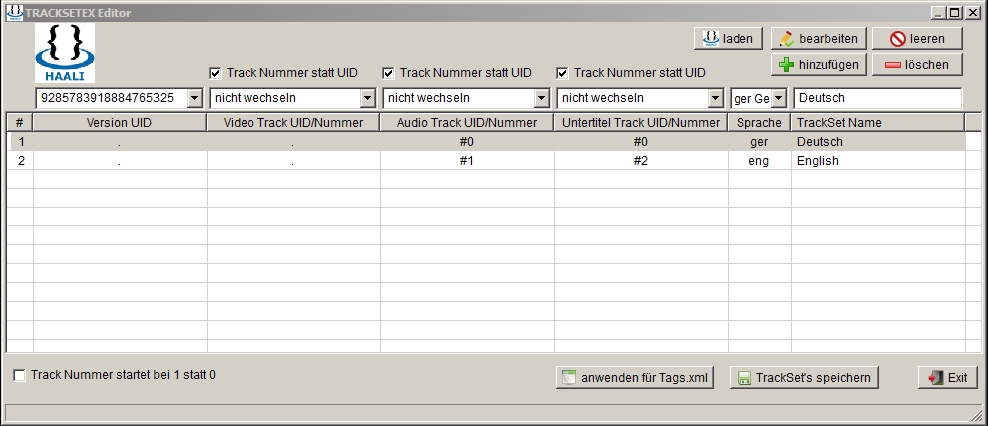 TRACKSETEX Editor
{ }
HAALI
laden
bearbeiten
leeren
hinzufügen
löschen
Track Nummer statt UID
Track Nummer statt UID
Track Nummer statt UID
9285783918884765325
nicht wechseln
nicht wechseln
nicht wechseln
ger Ge
Deutsch
# Version UID Video Track UID/Nummer Audio Track UID/Nummer Untertitel Track UID/Nummer Sprache TrackSet Name
1 . . #0 #0 ger Deutsch
2 . . #1 #2 eng English
Track Nummer startet bei 1 statt 0
anwenden für Tags.xml
TrackSet's speichern
Exit